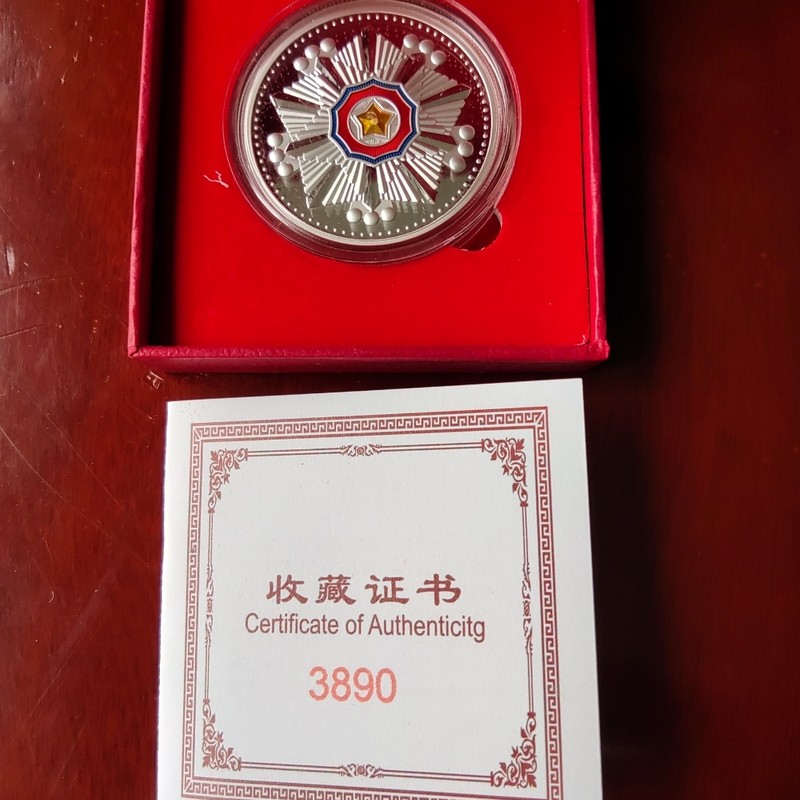 收藏证书
Certificate of Authenticitg
3890